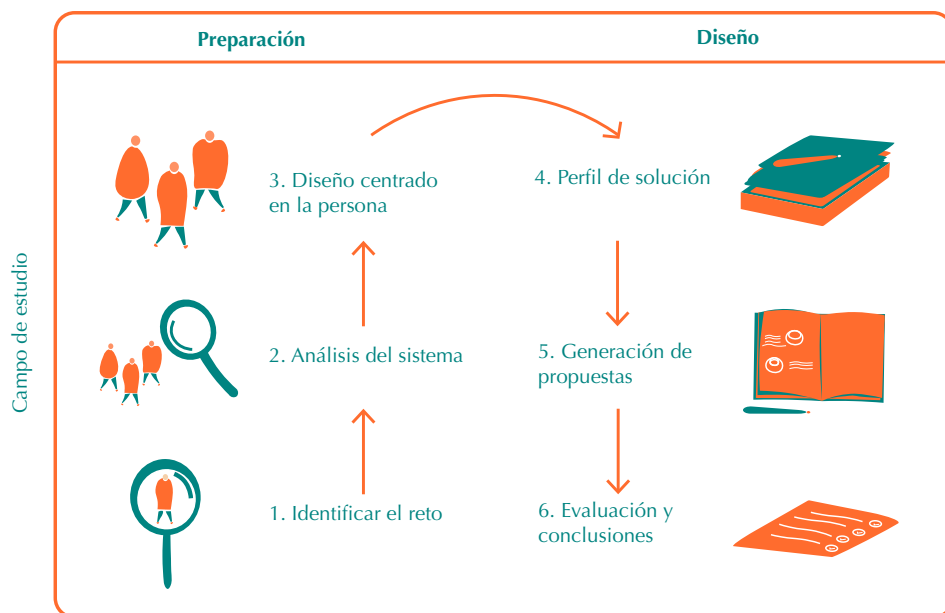 Preparación
Diseño
Campo de estudio
3. Diseño centrado
en la persona
4. Perfil de solución
2. Análisis del sistema
5. Generación de
propuestas
1. Identificar el reto
6. Evaluación y
conclusiones